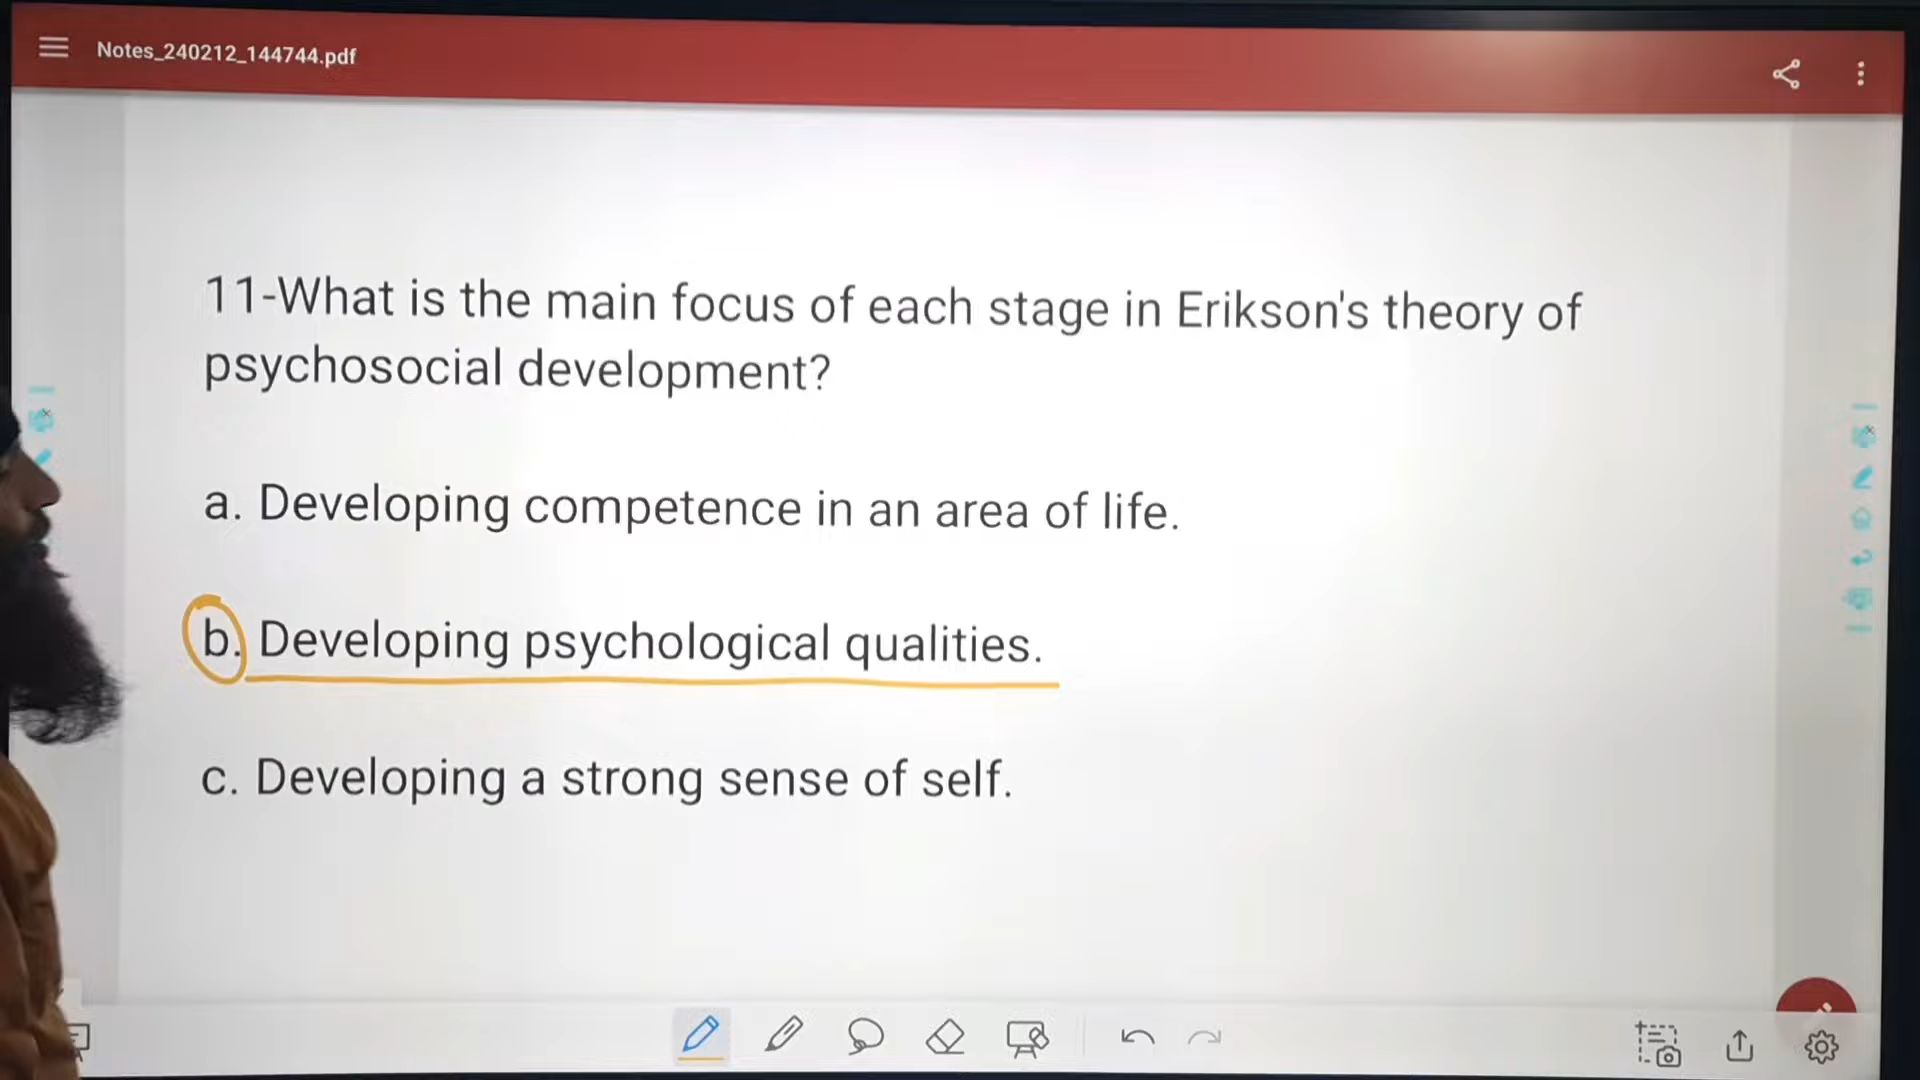 Notes_240212_144744.pdf
11-What is the main focus of each stage in Erikson's theory of
psychosocial development?
a. Developing competence in an area of life.
b. Developing psychological qualities.
c. Developing a strong sense of self.